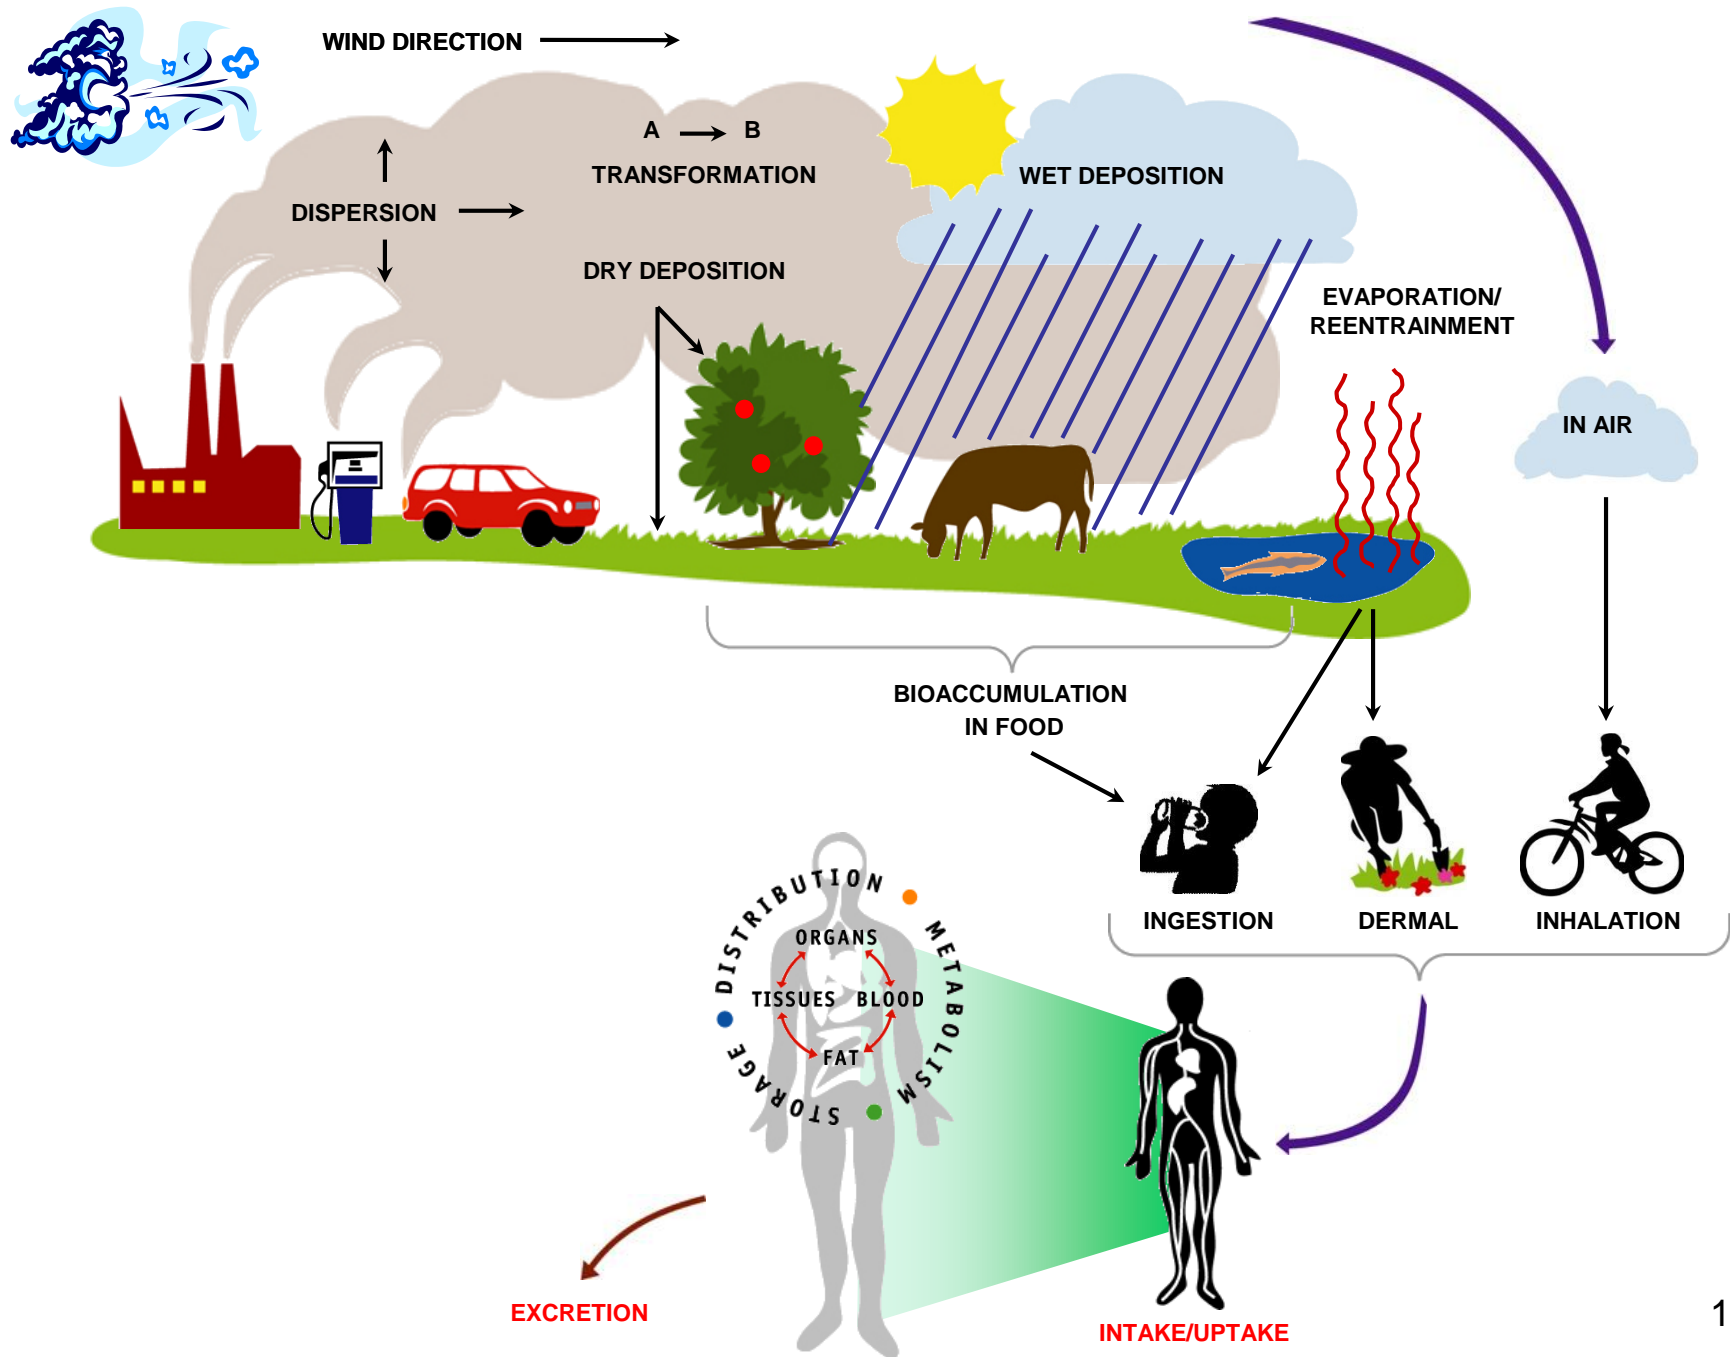 WIND DIRECTION
A B
TRANSFORMATION
WET DEPOSITION
DISPERSION
DRY DEPOSITION
EVAPORATION/
REENTRAINMENT
IN AIR
BIOACCUMULATION
IN FOOD
INGESTION
DERMAL
INHALATION
DISTRIBUTION
METABOLISM
STORAGE
ORGANS
TISSUES BLOOD
FAT
EXCRETION
INTAKE/UPTAKE
1